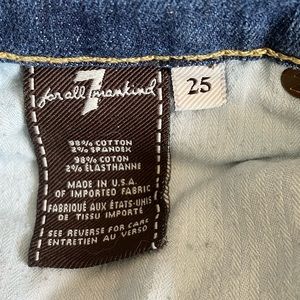 7
for all mankind
25
98% COTTON
2% SPANDEX
98% COTON
2% ELASTHANNE
MADE IN U.S.A.
OF IMPORTED FABRIC
FABRIQUÉ AUX ÉTATS-UNIS
DE TISSU IMPORTÉ
SEE REVERSE FOR CARE
ENTRETIEN AU VERSO